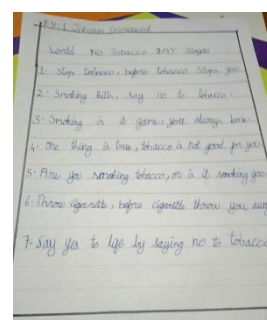 World No Tobacco DAY Slogan
1. Stop tobacco, before tobacco stops you.
2. Smoking kills, say no to tobacco.
3. Smoking is a game, you always lose.
4. One thing is true, tobacco is not good for you
5. Are you smoking tobacco, or is it smoking you
6. Throw cigarette, before cigarette throw you away
7. Say yes to life by saying no to tobacco